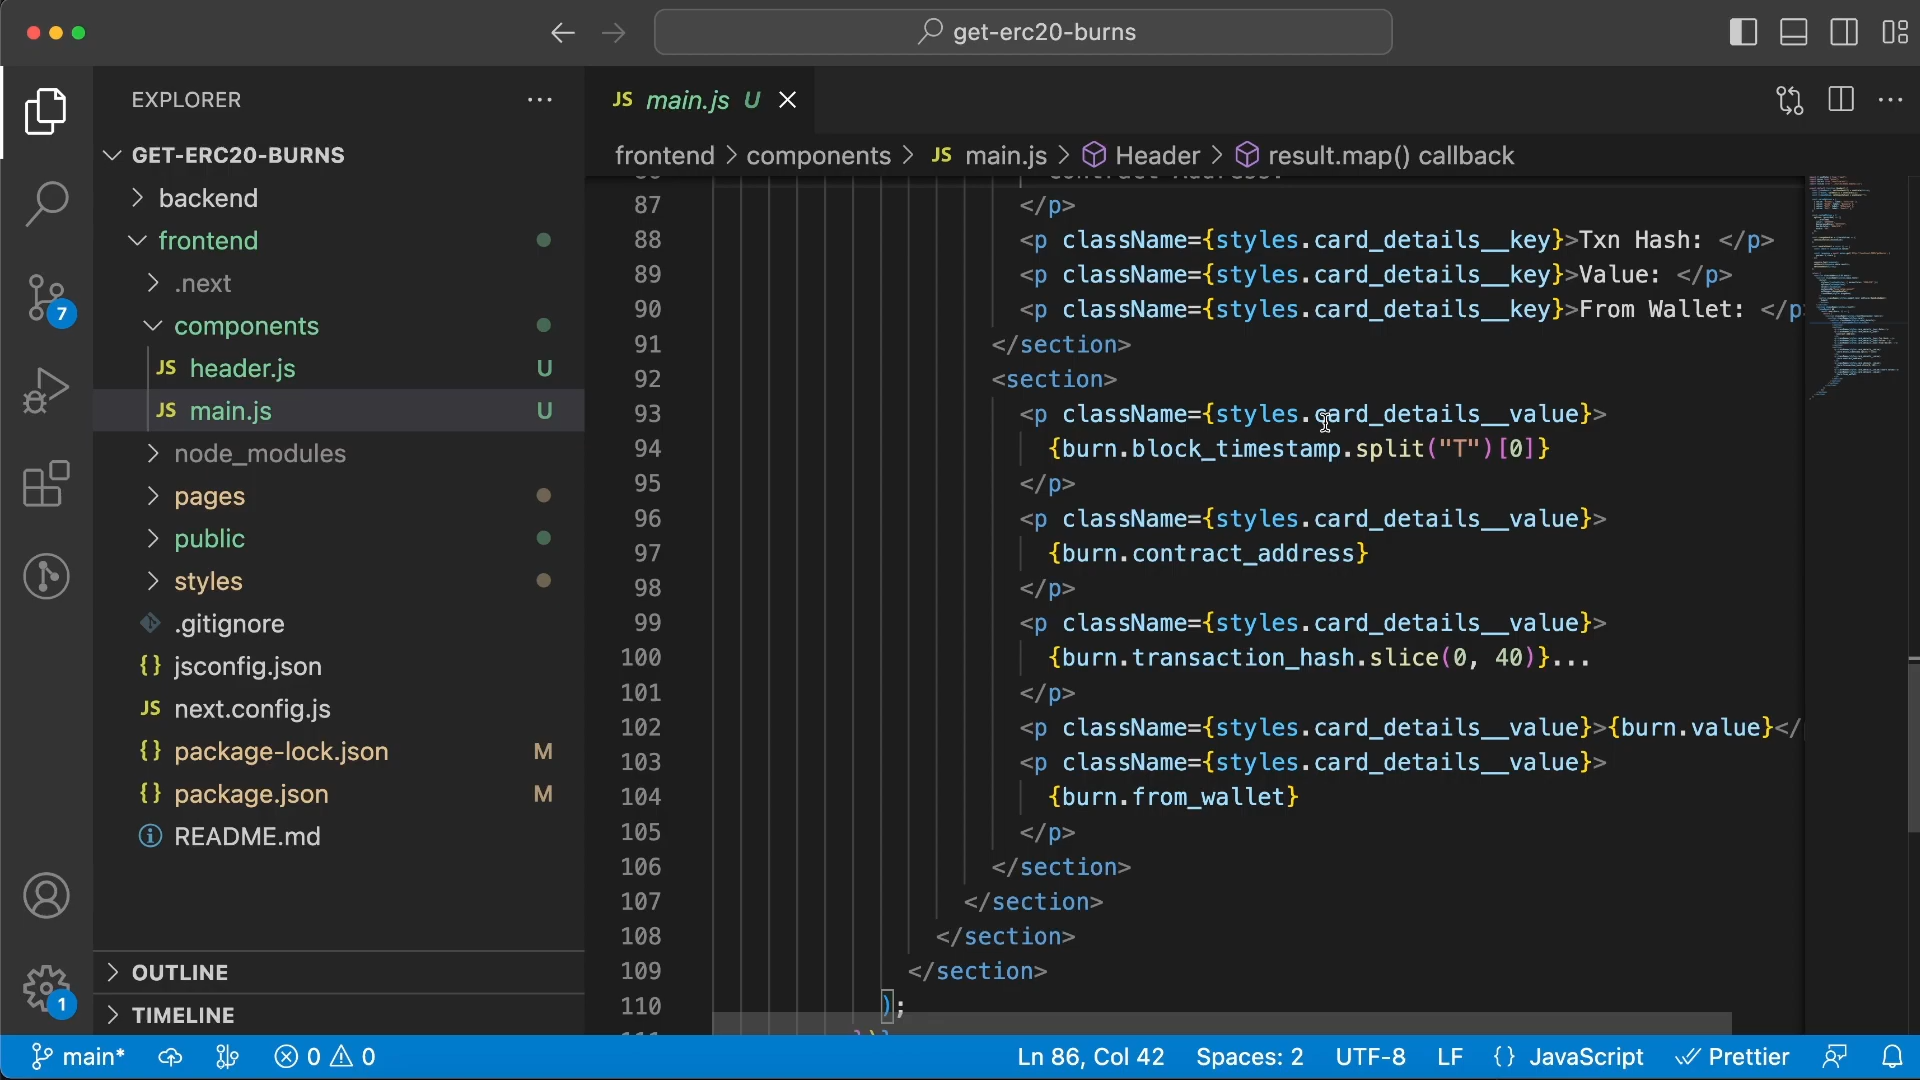 get-erc20-burns
EXPLORER
GET-ERC20-BURNS
backend
frontend
.next
components
JS header.js U
JS main.js U
node_modules
pages
public
styles
.gitignore
{} jsconfig.json
JS next.config.js
{} package-lock.json M
{} package.json M
README.md
OUTLINE
TIMELINE
JS main.js U
frontend > components > JS main.js > Header > result.map() callback
Contract Address:
87 </p>
88 <p className={styles.card_details__key}>Txn Hash: </p>
89 <p className={styles.card_details__key}>Value: </p>
90 <p className={styles.card_details__key}>From Wallet: </p
91 </section>
92 <section>
93 <p className={styles.card_details__value}>
94 {burn.block_timestamp.split("T")[0]}
95 </p>
96 <p className={styles.card_details__value}>
97 {burn.contract_address}
98 </p>
99 <p className={styles.card_details__value}>
100 {burn.transaction_hash.slice(0, 40)}...
101 </p>
102 <p className={styles.card_details__value}>{burn.value}</
103 <p className={styles.card_details__value}>
104 {burn.from_wallet}
105 </p>
106 </section>
107 </section>
108 </section>
109 </section>
110 );
7
1
main* 0 0 Ln 86, Col 42 Spaces: 2 UTF-8 LF {} JavaScript Prettier